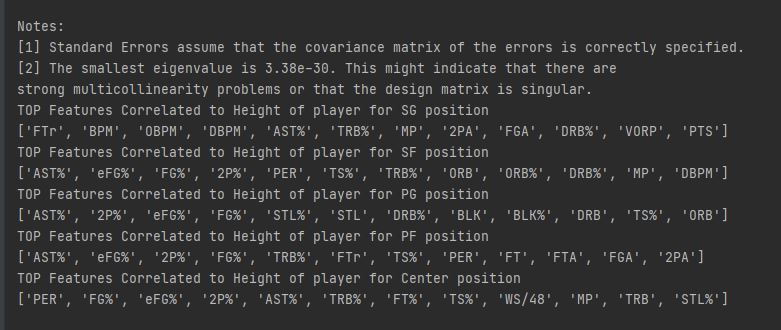 Notes:
[1] Standard Errors assume that the covariance matrix of the errors is correctly specified.
[2] The smallest eigenvalue is 3.38e-30. This might indicate that there are
strong multicollinearity problems or that the design matrix is singular.
TOP Features Correlated to Height of player for SG position
['FTr', 'BPM', 'OBPM', 'DBPM', 'AST%', 'TRB%', 'MP', '2PA', 'FGA', 'DRB%', 'VORP', 'PTS']
TOP Features Correlated to Height of player for SF position
['AST%', 'eFG%', 'FG%', '2P%', 'PER', 'TS%', 'TRB%', 'ORB', 'ORB%', 'DRB%', 'MP', 'DBPM']
TOP Features Correlated to Height of player for PG position
['AST%', '2P%', 'eFG%', 'FG%', 'STL%', 'STL', 'DRB%', 'BLK', 'BLK%', 'DRB', 'TS%', 'ORB']
TOP Features Correlated to Height of player for PF position
['AST%', 'eFG%', '2P%', 'FG%', 'TRB%', 'FTr', 'TS%', 'PER', 'FT', 'FTA', 'FGA', '2PA']
TOP Features Correlated to Height of player for Center position
['PER', 'FG%', 'eFG%', '2P%', 'AST%', 'TRB%', 'FT%', 'TS%', 'WS/48', 'MP', 'TRB', 'STL%']